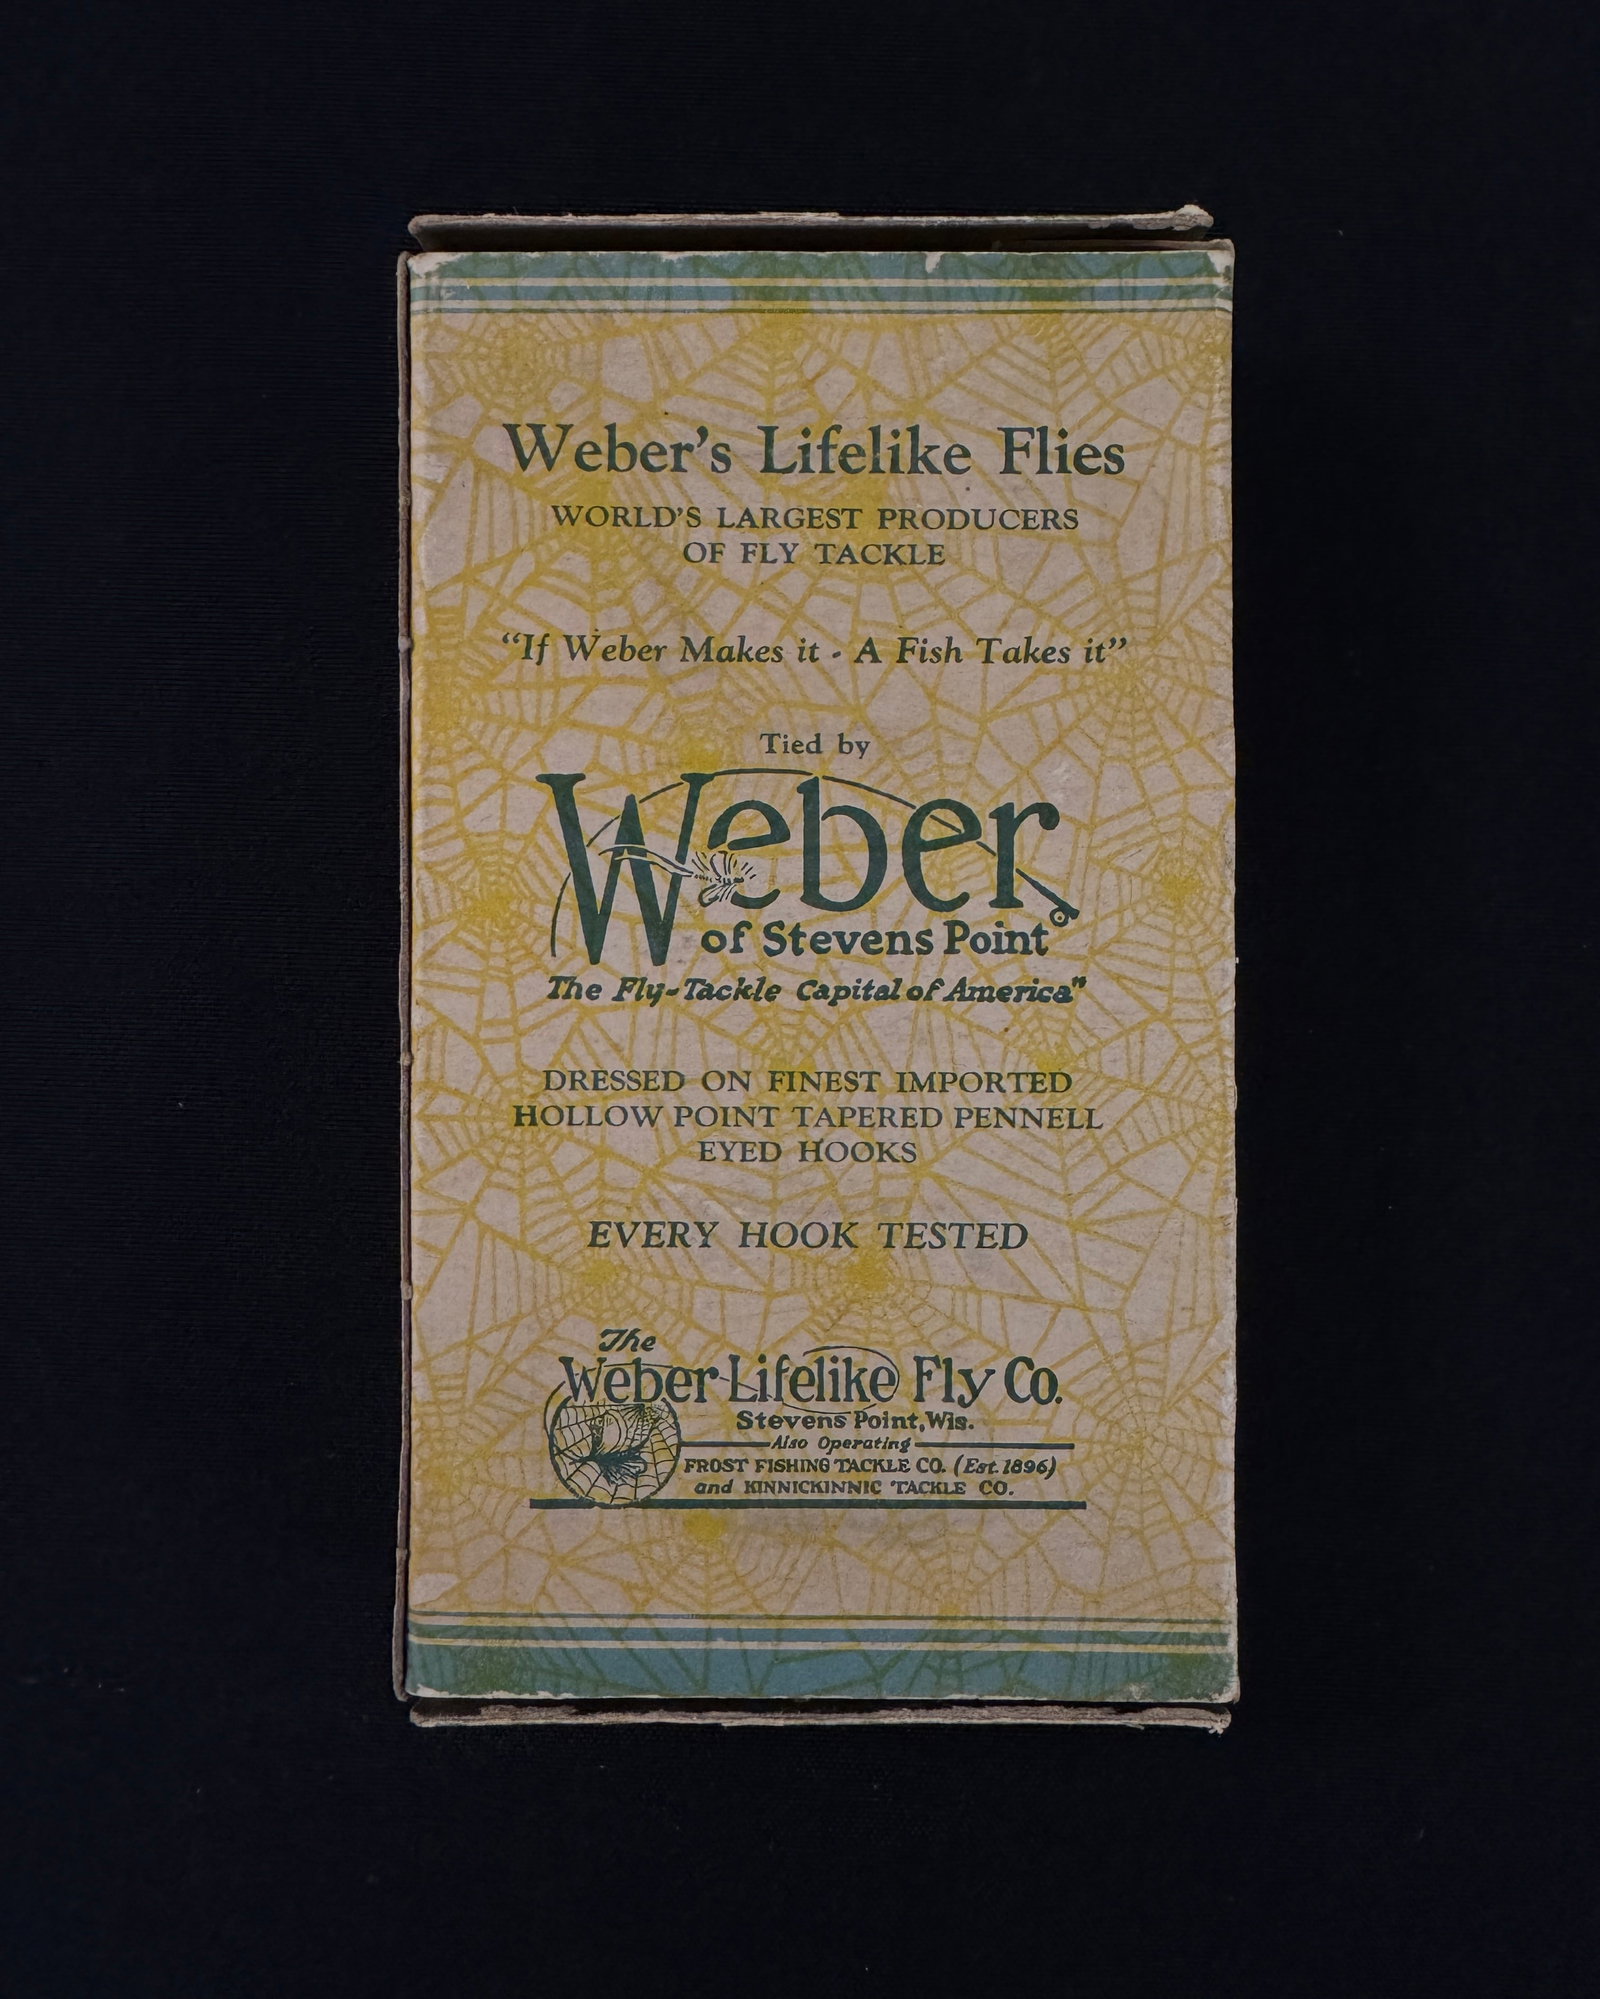 Weber's Lifelike Flies
WORLD'S LARGEST PRODUCERS
OF FLY TACKLE
“If Weber Makes it - A Fish Takes it”
Tied by
Weber
of Stevens Point
The Fly-Tackle Capital of America"
DRESSED ON FINEST IMPORTED
HOLLOW POINT TAPERED PENNELL
EYED HOOKS
EVERY HOOK TESTED
The
Weber Lifelike Fly Co.
Stevens Point, Wis.
Also Operating
FROST FISHING TACKLE CO. (Est. 1896)
and KINNICKINNIC TACKLE CO.